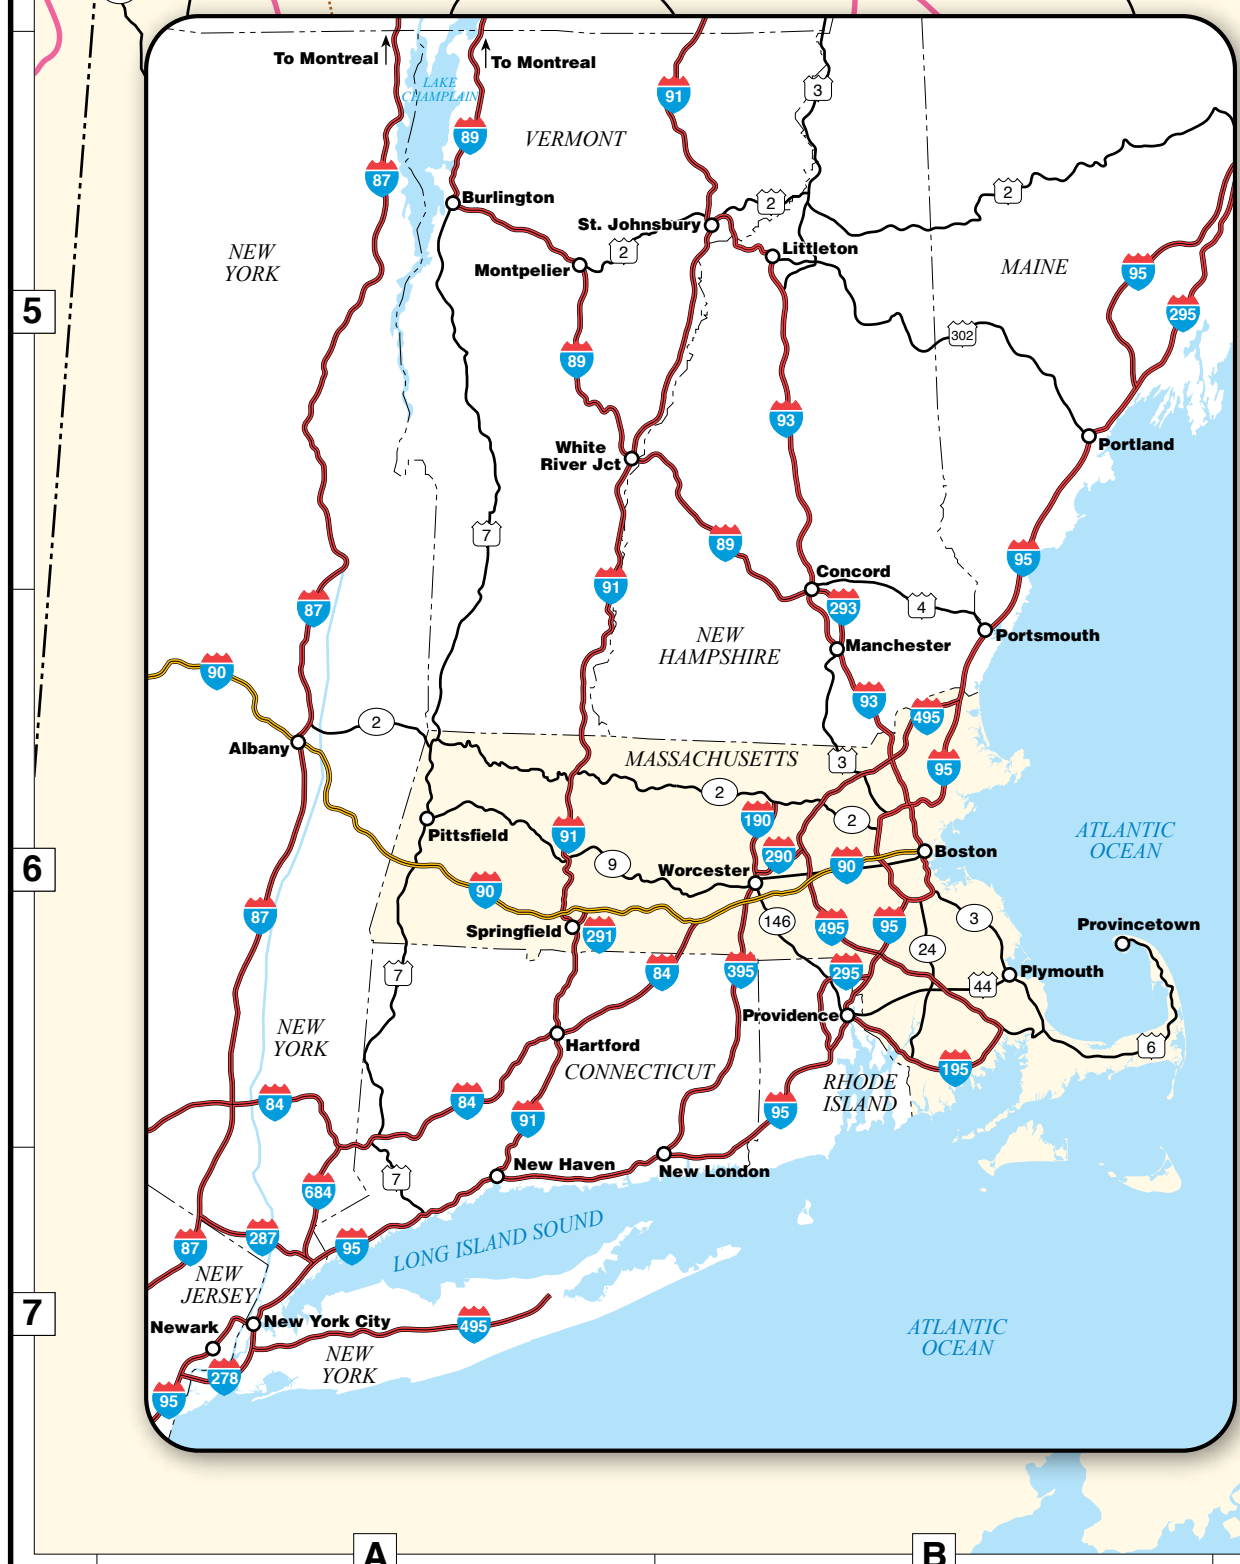 To Montreal
To Montreal
LAKE
CHAMPLAIN
91
3
89
VERMONT
87
Burlington
2
2
St. Johnsbury
2
Littleton
NEW
YORK
Montpelier
MAINE
95
5
295
302
89
93
Portland
White
River Jct
7
89
95
Concord
91
87
293
4
Manchester
Portsmouth
NEW
HAMPSHIRE
90
93
495
2
Albany
MASSACHUSETTS
3
95
2
190
2
ATLANTIC
OCEAN
Pittsfield
91
Boston
6
9
290
90
Worcester
90
87
146
495
95
3
Provincetown
Springfield
291
24
7
84
395
295
Plymouth
44
Providence
NEW
YORK
Hartford
6
CONNECTICUT
195
RHODE
ISLAND
84
84
91
95
New Haven
New London
7
684
LONG ISLAND SOUND
87
287
95
NEW
JERSEY
7
Newark
New York City
495
ATLANTIC
OCEAN
NEW
YORK
278
95
A
B